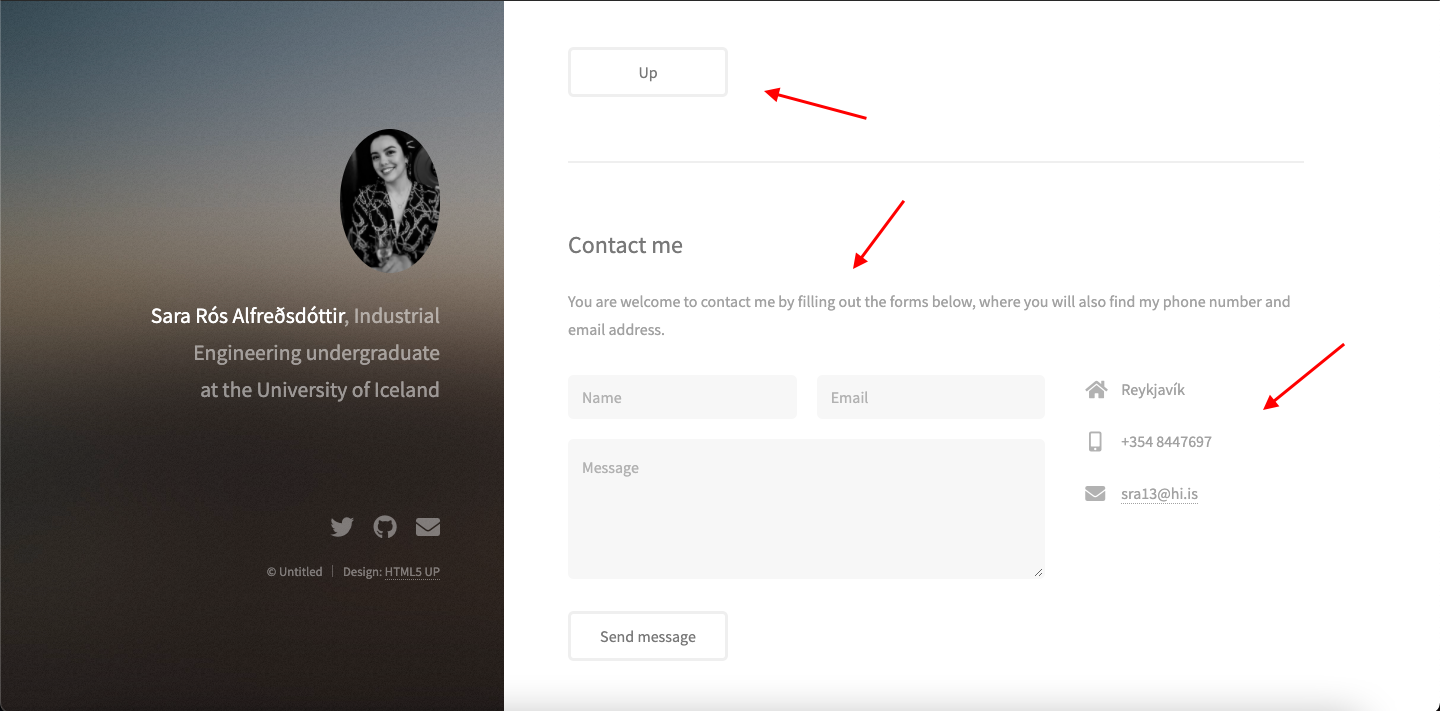 Up
Contact me
You are welcome to contact me by filling out the forms below, where you will also find my phone number and
email address.
Name
Email
Message
Reykjavík
+354 8447697
sra13@hi.is
Send message
Sara Rós Alfreðsdóttir, Industrial
Engineering undergraduate
at the University of Iceland
© Untitled
Design: HTML5 UP